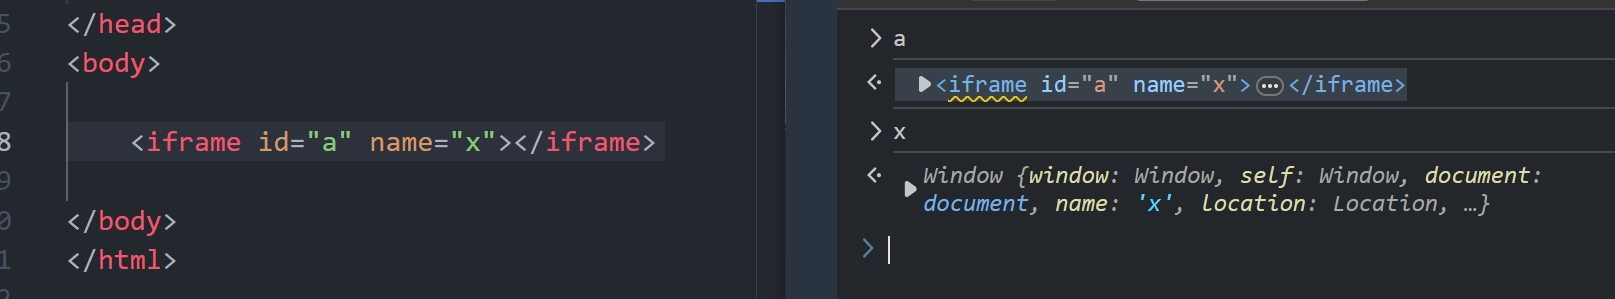 5 </head>
6 <body>
7
8 <iframe id="a" name="x"></iframe>
9
0 </body>
1 </html>
2
> a
<iframe id="a" name="x">…</iframe>
> x
Window {window: Window, self: Window, document:
document, name: 'x', location: Location, …}
>